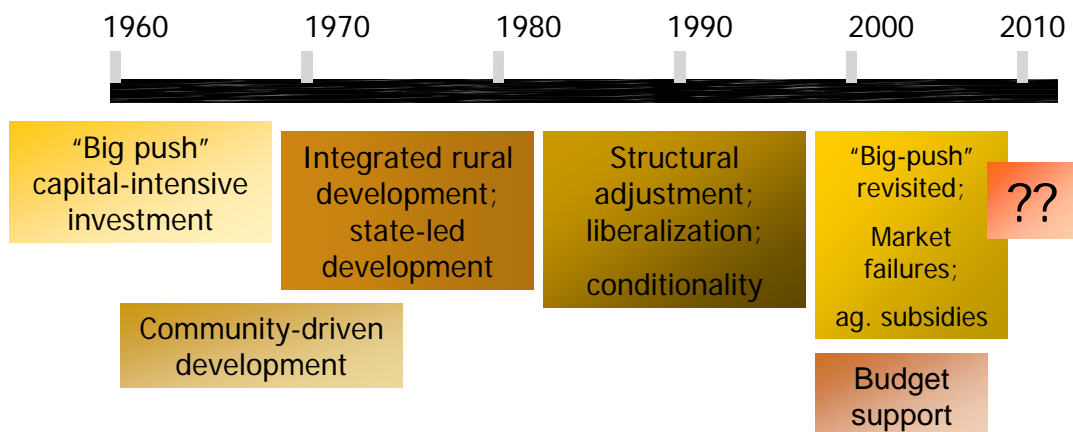 1960 1970 1980 1990 2000 2010
“Big push”
capital-intensive
investment
Integrated rural
development;
state-led
development
Structural
adjustment;
liberalization;
conditionality
“Big-push”
revisited;
Market
failures;
ag. subsidies
??
Community-driven
development
Budget
support